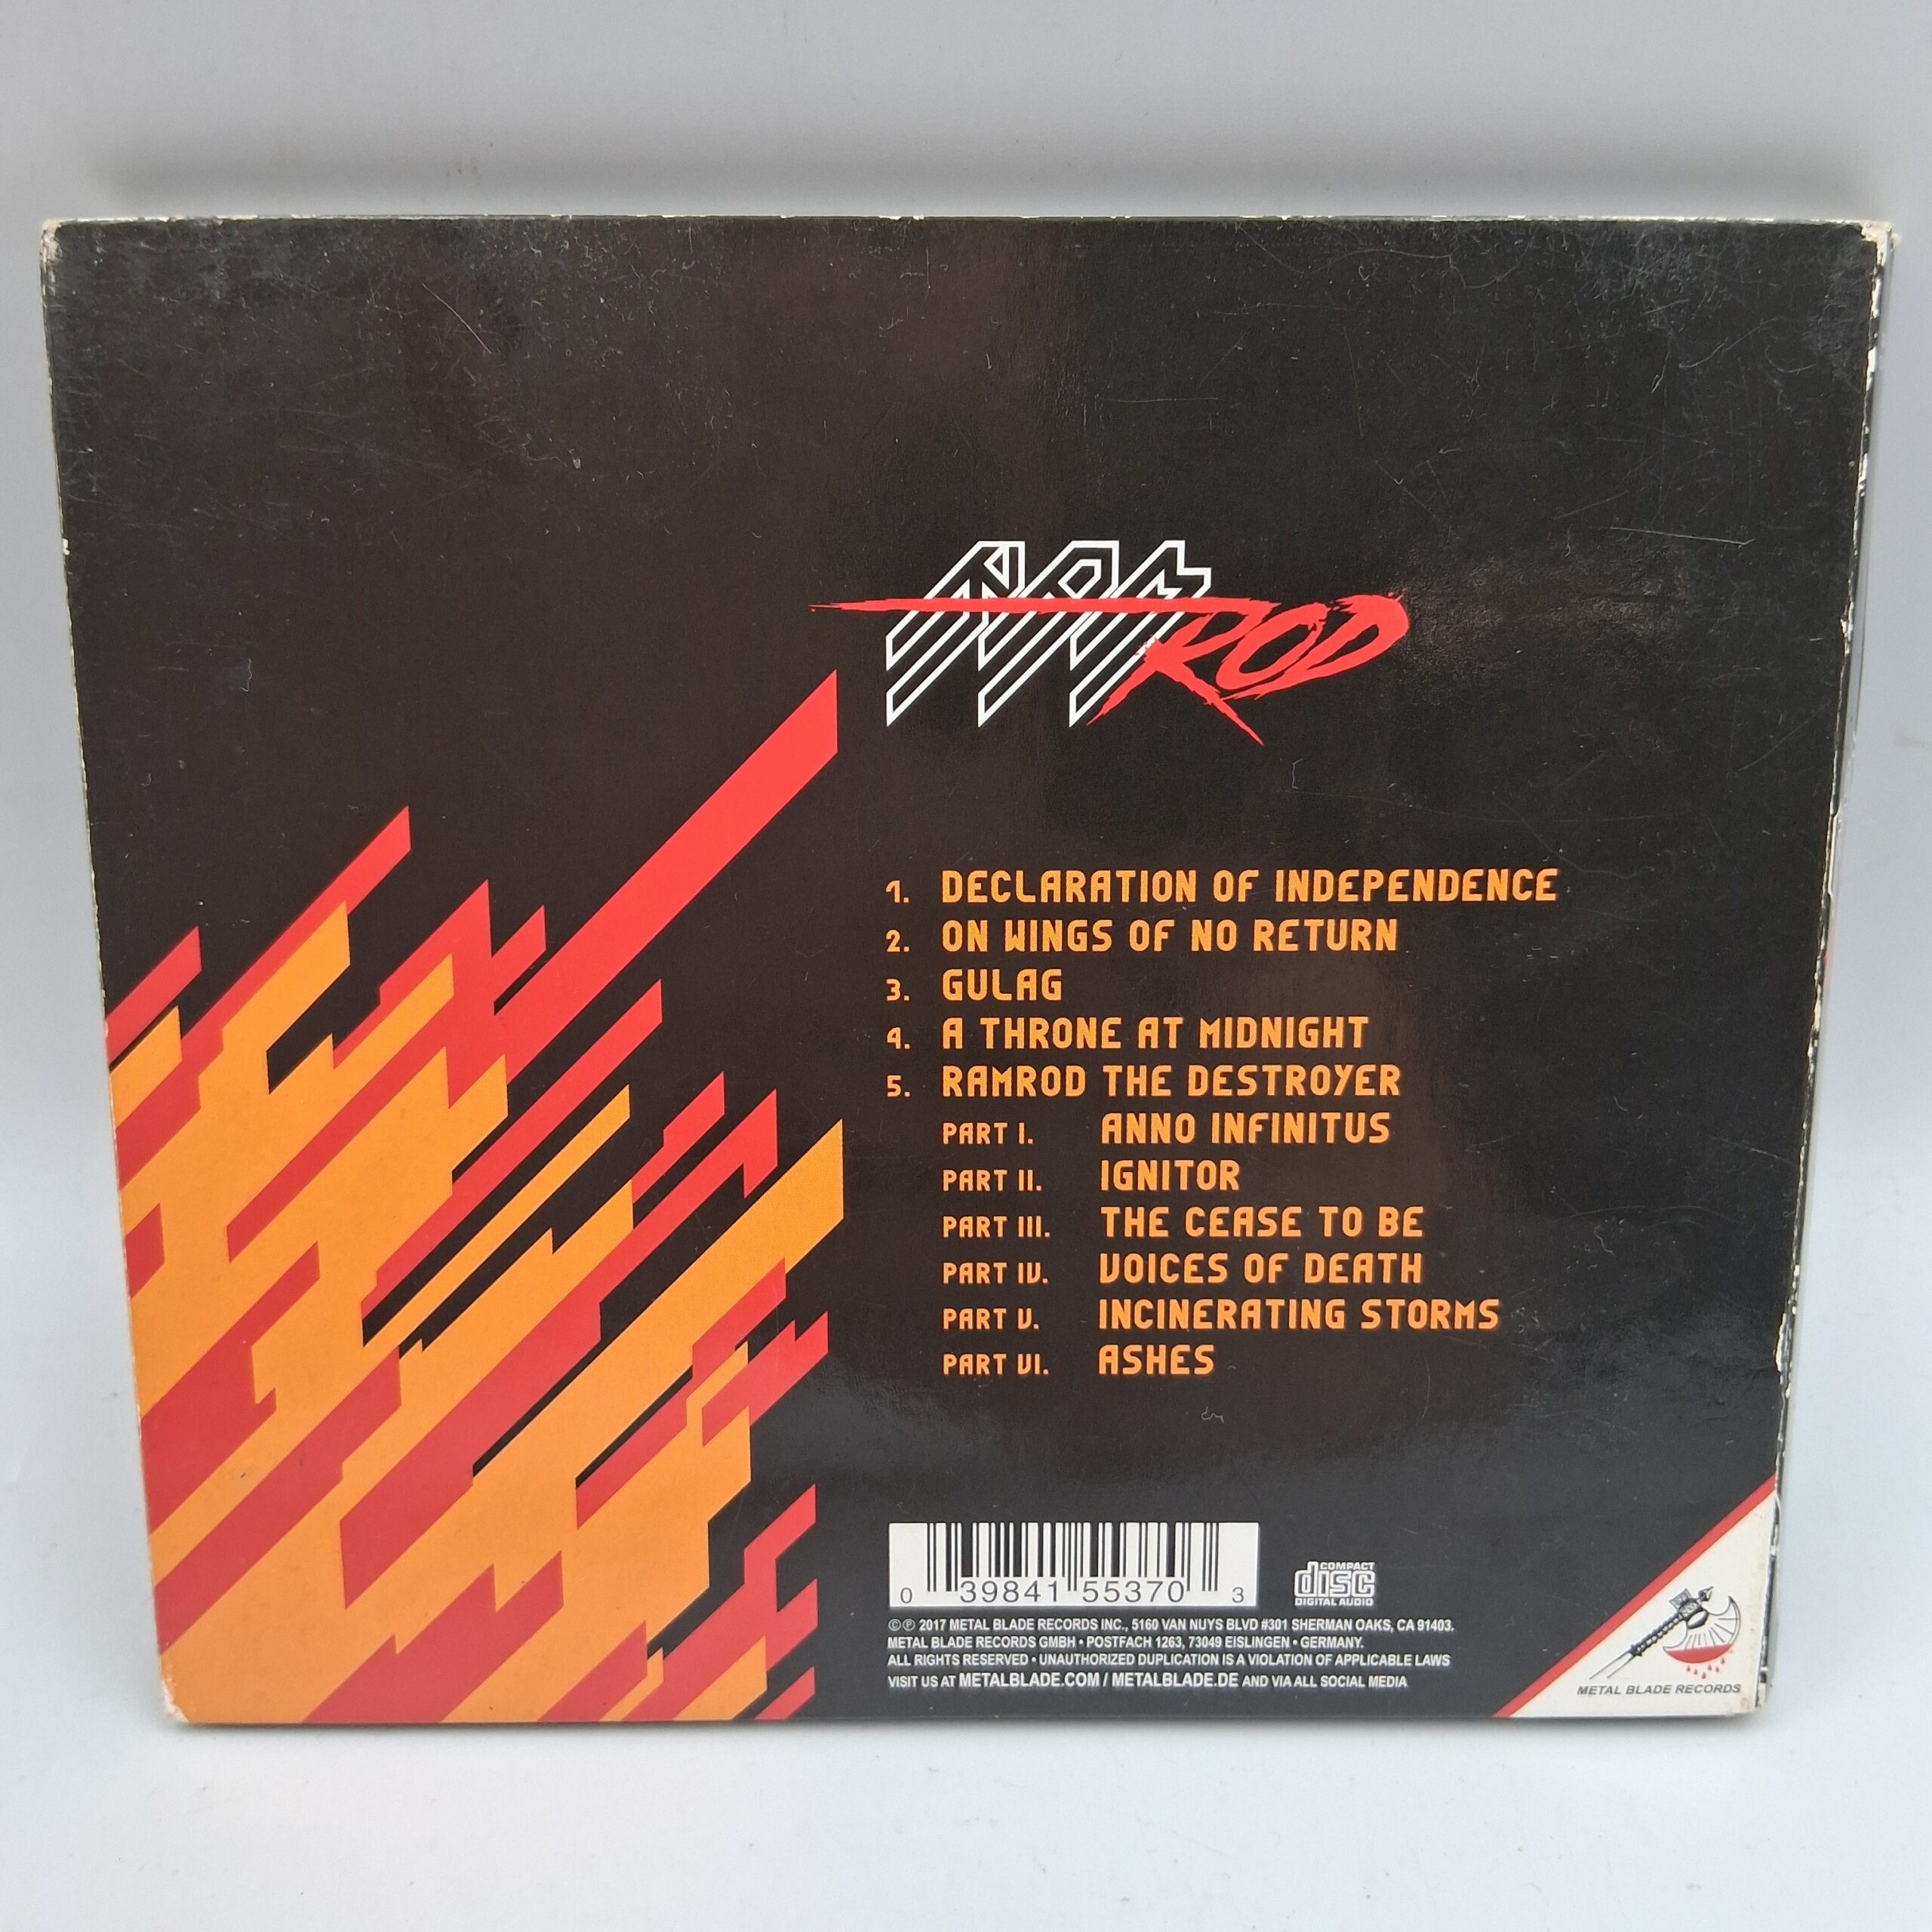 RAM
ROD
1. DECLARATION OF INDEPENDENCE
2. ON WINGS OF NO RETURN
3. GULAG
4. A THRONE AT MIDNIGHT
5. RAMROD THE DESTROYER
PART I. ANNO INFINITUS
PART II. IGNITOR
PART III. THE CEASE TO BE
PART IV. VOICES OF DEATH
PART V. INCINERATING STORMS
PART VI. ASHES
0 39841 55370 3
COMPACT
disc
DIGITAL AUDIO
©℗ 2017 METAL BLADE RECORDS INC., 5160 VAN NUYS BLVD #301 SHERMAN OAKS, CA 91403.
METAL BLADE RECORDS GMBH • POSTFACH 1263, 73049 EISLINGEN • GERMANY.
ALL RIGHTS RESERVED • UNAUTHORIZED DUPLICATION IS A VIOLATION OF APPLICABLE LAWS
VISIT US AT METALBLADE.COM / METALBLADE.DE AND VIA ALL SOCIAL MEDIA
METAL BLADE RECORDS